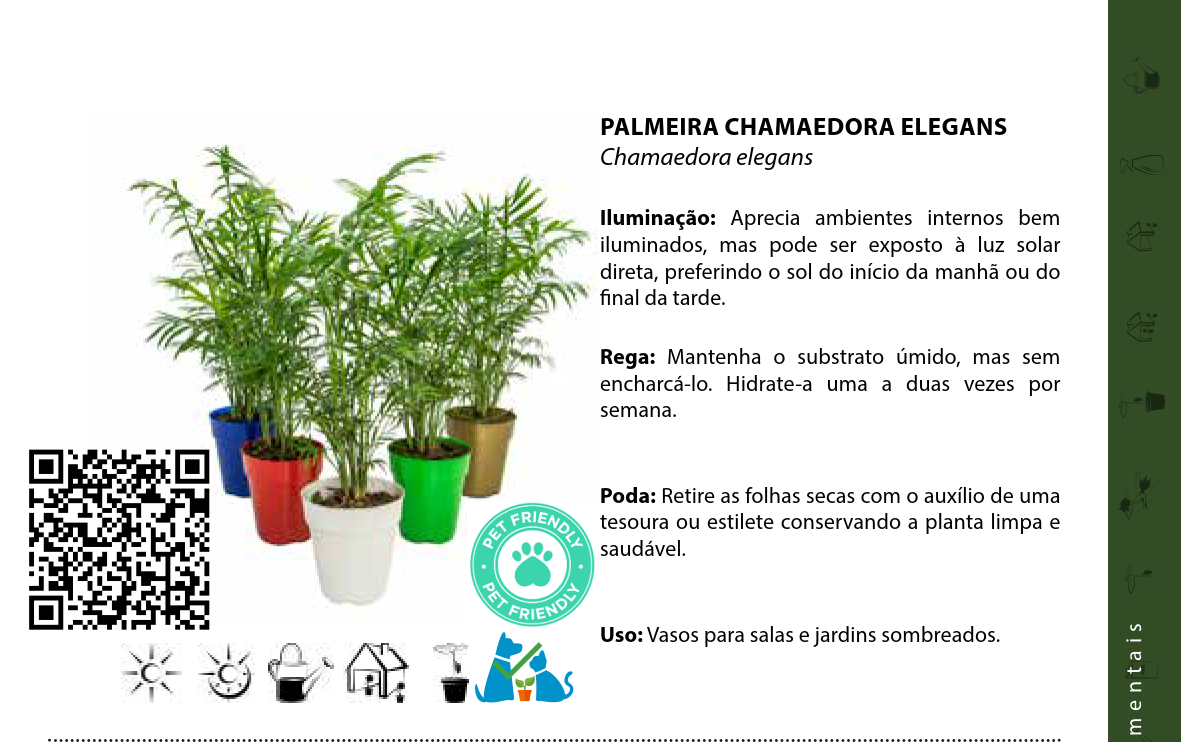 PALMEIRA CHAMAEDORA ELEGANS
Chamaedora elegans
Iluminação: Aprecia ambientes internos bem
iluminados, mas pode ser exposto à luz solar
direta, preferindo o sol do início da manhã ou do
final da tarde.
Rega: Mantenha o substrato úmido, mas sem
encharcá-lo. Hidrate-a uma a duas vezes por
semana.
Poda: Retire as folhas secas com o auxílio de uma
tesoura ou estilete conservando a planta limpa e
saudável.
Uso: Vasos para salas e jardins sombreados.
PET FRIENDLY
PET FRIENDLY
mentais